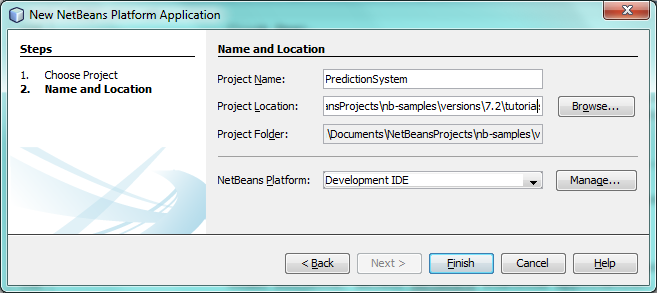 New NetBeans Platform Application
Steps
1. Choose Project
2. Name and Location
Name and Location
Project Name: PredictionSystem
Project Location: ansProjects\nb-samples\versions\7.2\tutorials Browse...
Project Folder: \Documents\NetBeansProjects\nb-samples\v
NetBeans Platform: Development IDE Manage...
< Back Next > Finish Cancel Help